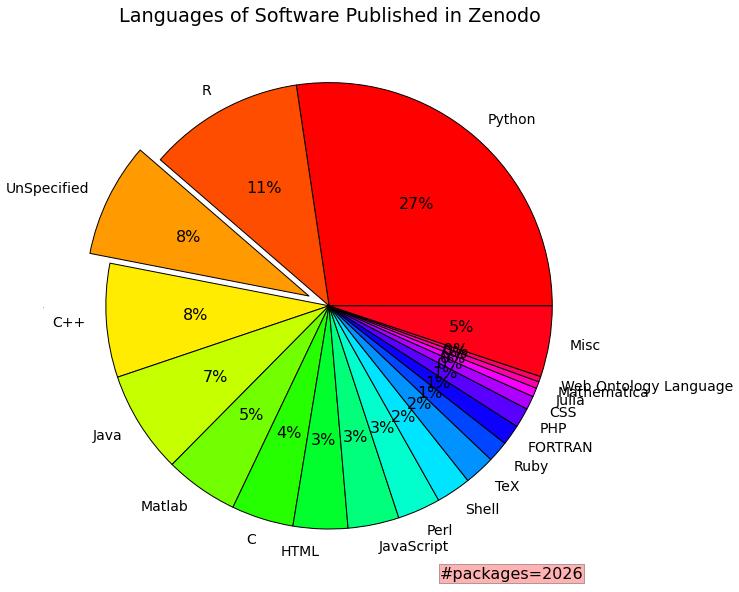 Languages of Software Published in Zenodo
Python
27%
R
11%
UnSpecified
8%
C++
8%
Java
7%
Matlab
5%
C
4%
HTML
3%
JavaScript
3%
Perl
3%
Shell
2%
TeX
2%
Ruby
1%
FORTRAN
1%
PHP
CSS
Julia
Mathematica
Web Ontology Language
Misc
5%
#packages=2026